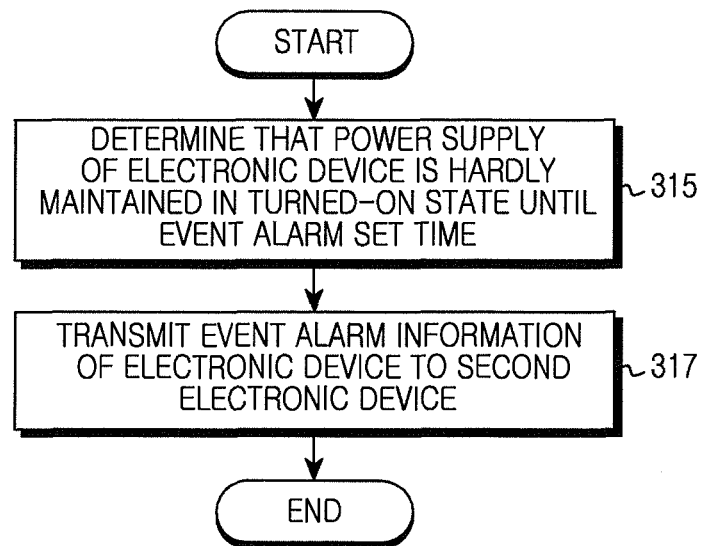 START
DETERMINE THAT POWER SUPPLY
OF ELECTRONIC DEVICE IS HARDLY
MAINTAINED IN TURNED-ON STATE UNTIL
EVENT ALARM SET TIME
315
TRANSMIT EVENT ALARM INFORMATION
OF ELECTRONIC DEVICE TO SECOND
ELECTRONIC DEVICE
317
END